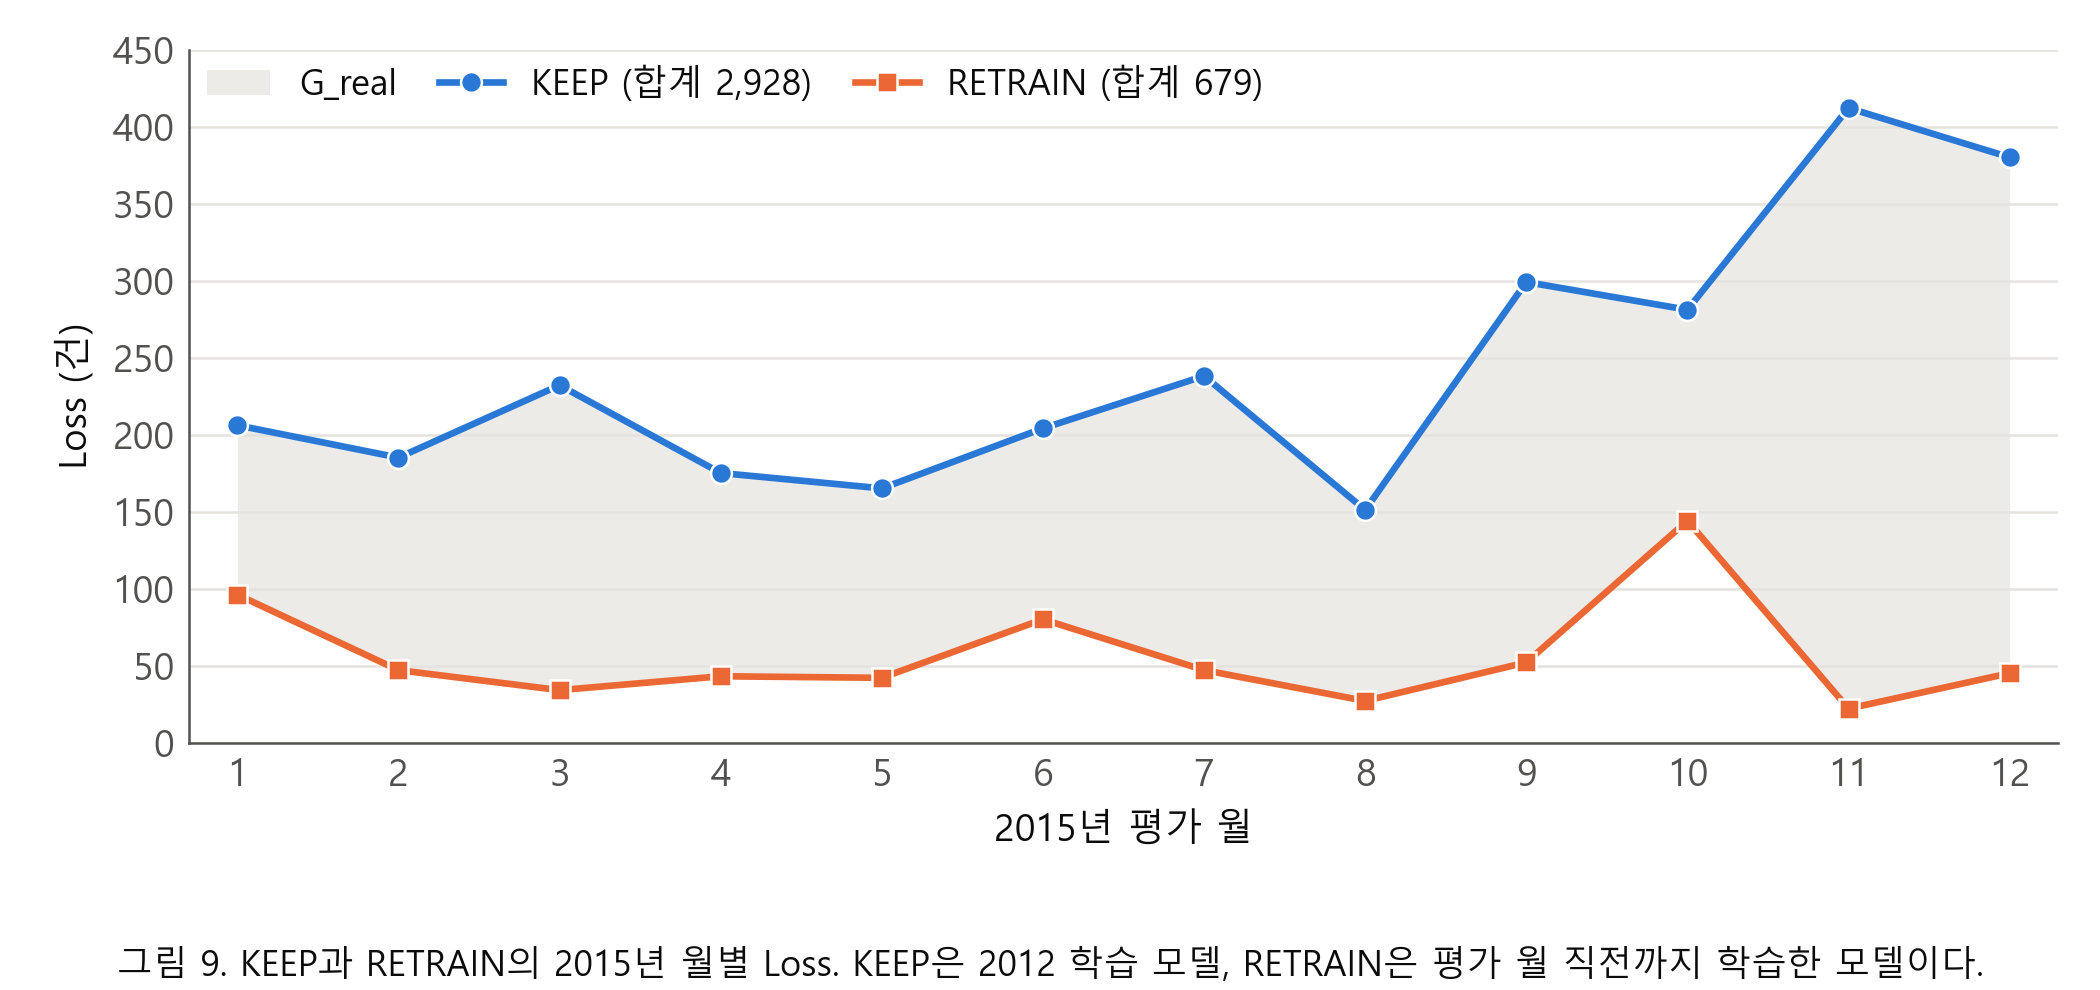 450
G_real KEEP (합계 2,928) RETRAIN (합계 679)
400
350
300
250
200
150
100
50
0
Loss (건)
1 2 3 4 5 6 7 8 9 10 11 12
2015년 평가 월
그림 9. KEEP과 RETRAIN의 2015년 월별 Loss. KEEP은 2012 학습 모델, RETRAIN은 평가 월 직전까지 학습한 모델이다.